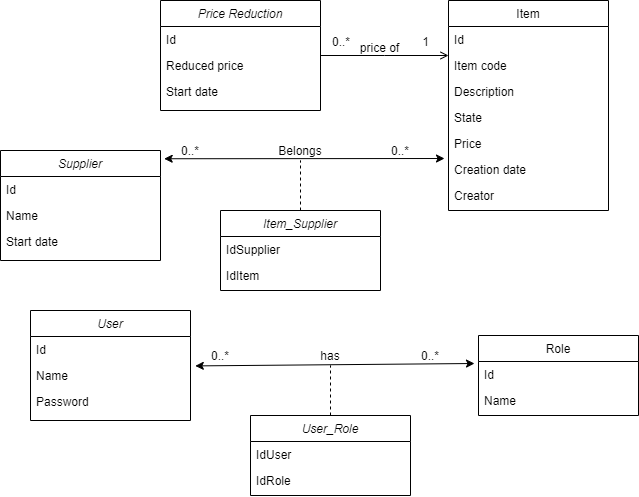 Price Reduction
Id
Reduced price
Start date
0..* price of 1
Item
Id
Item code
Description
State
Price
Creation date
Creator
Supplier
Id
Name
Start date
0..* Belongs 0..*
Item_Supplier
IdSupplier
IdItem
User
Id
Name
Password
0..* has 0..*
Role
Id
Name
User_Role
IdUser
IdRole